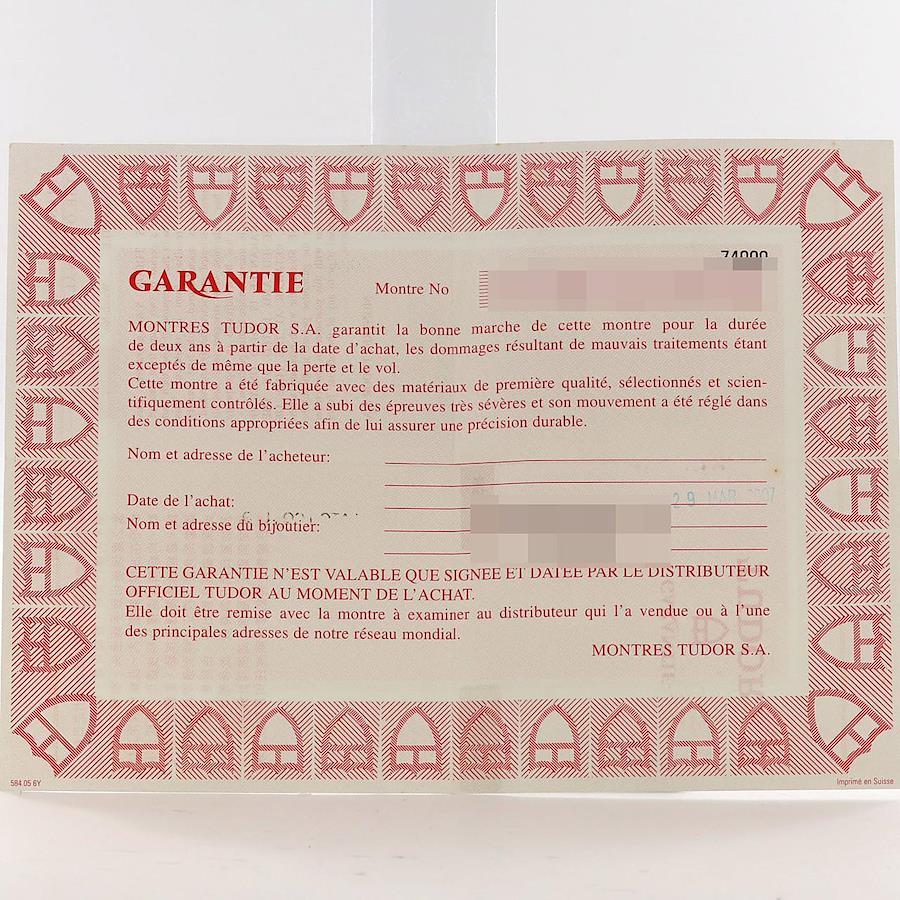 GARANTIE
Montre No
MONTRES TUDOR S.A. garantit la bonne marche de cette montre pour la durée
de deux ans à partir de la date d'achat, les dommages résultant de mauvais traitements étant
exceptés de même que la perte et le vol.
Cette montre a été fabriquée avec des matériaux de première qualité, sélectionnés et scien-
tifiquement contrôlés. Elle a subi des épreuves très sévères et son mouvement a été réglé dans
des conditions appropriées afin de lui assurer une précision durable.
Nom et adresse de l'acheteur:
Date de l'achat:
29 MAR
Nom et adresse du bijoutier:
CETTE GARANTIE N'EST VALABLE QUE SIGNEE ET DATEE PAR LE DISTRIBUTEUR
OFFICIEL TUDOR AU MOMENT DE L'ACHAT.
Elle doit être remise avec la montre à examiner au distributeur qui l'a vendue ou à l'une
des principales adresses de notre réseau mondial.
MONTRES TUDOR S.A.
584.05 6Y
Imprimé en Suisse